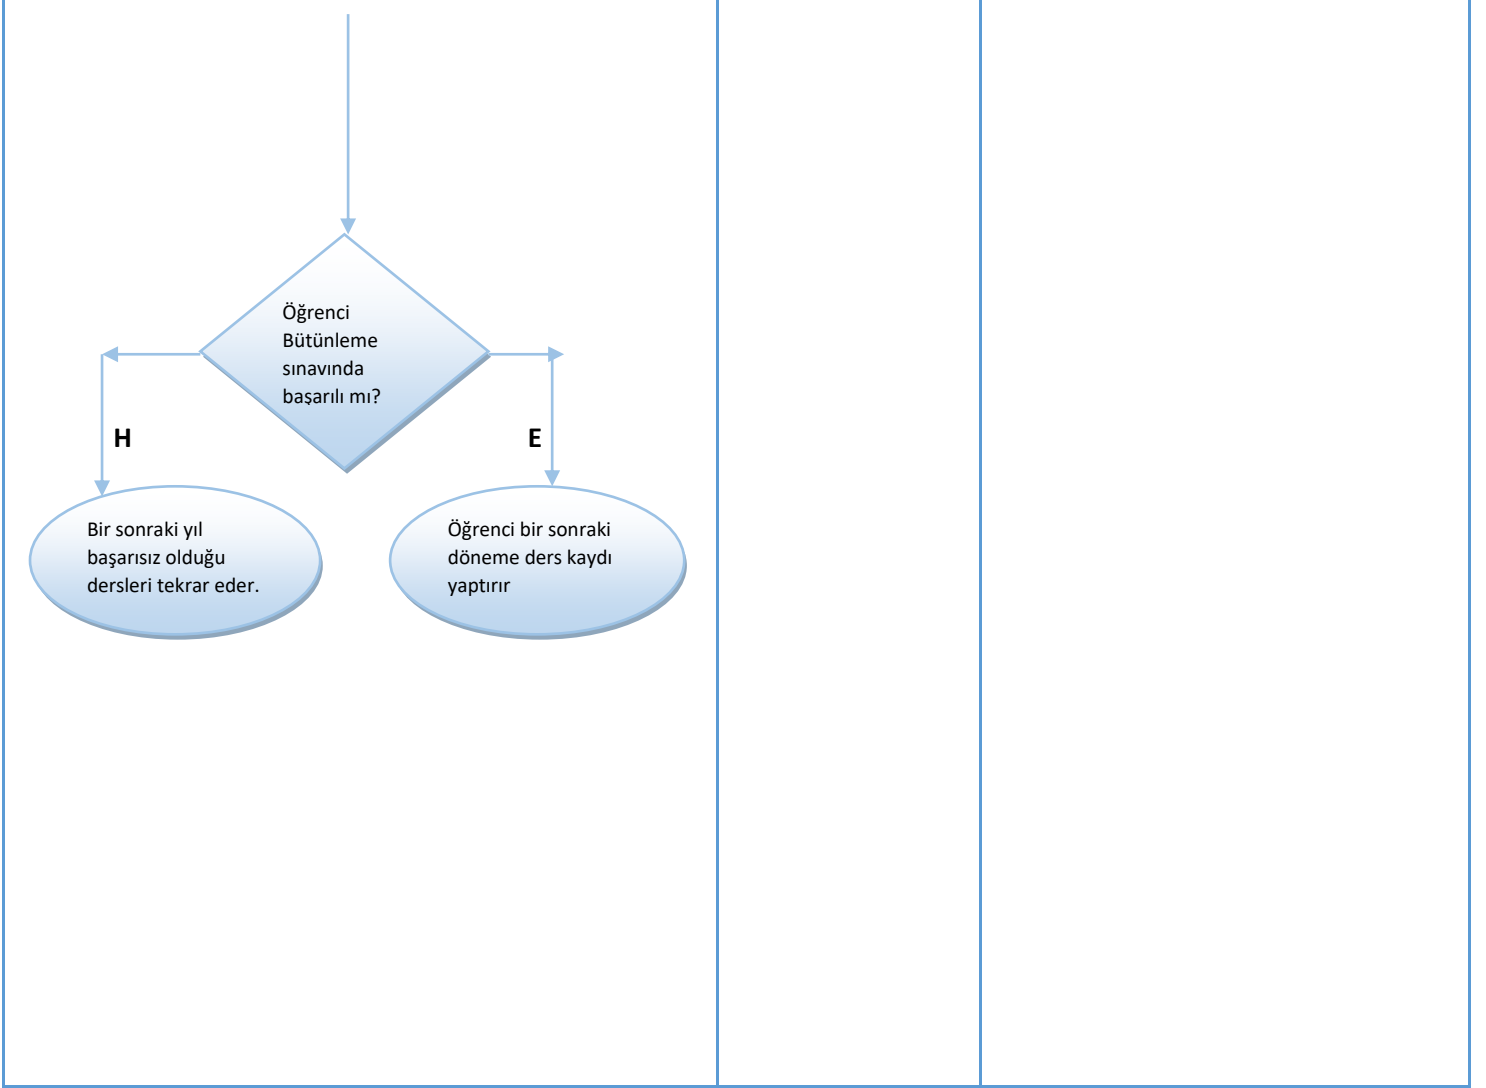 Öğrenci
Bütünleme
sınavında
başarılı mı?
H
E
Bir sonraki yıl
başarısız olduğu
dersleri tekrar eder.
Öğrenci bir sonraki
döneme ders kaydı
yaptırır